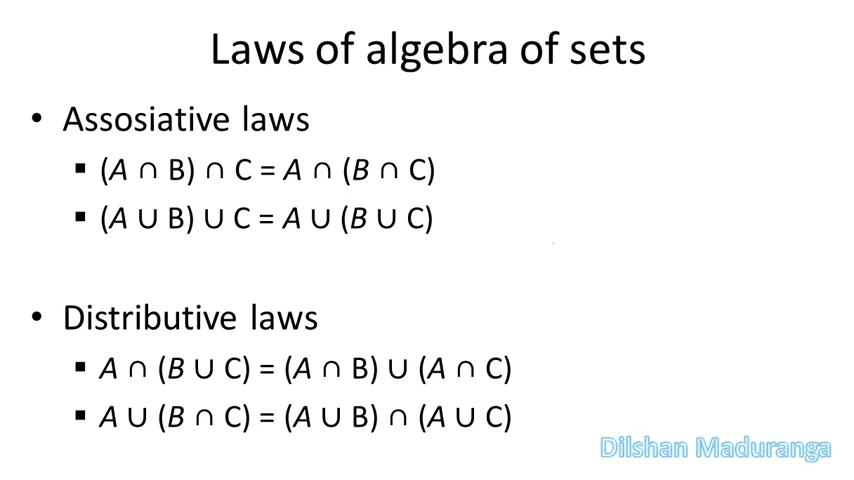 Laws of algebra of sets
• Assosiative laws
▪ (A ∩ B) ∩ C = A ∩ (B ∩ C)
▪ (A ∪ B) ∪ C = A ∪ (B ∪ C)
• Distributive laws
▪ A ∩ (B ∪ C) = (A ∩ B) ∪ (A ∩ C)
▪ A ∪ (B ∩ C) = (A ∪ B) ∩ (A ∪ C)
Dilshan Maduranga